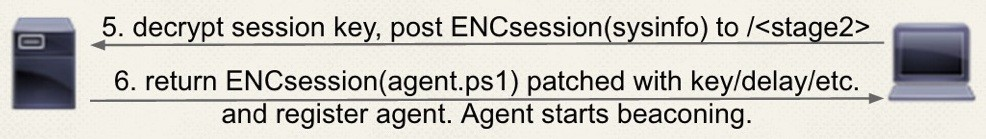 5. decrypt session key, post ENCsession(sysinfo) to /<stage2>
6. return ENCsession(agent.ps1) patched with key/delay/etc.
and register agent. Agent starts beaconing.